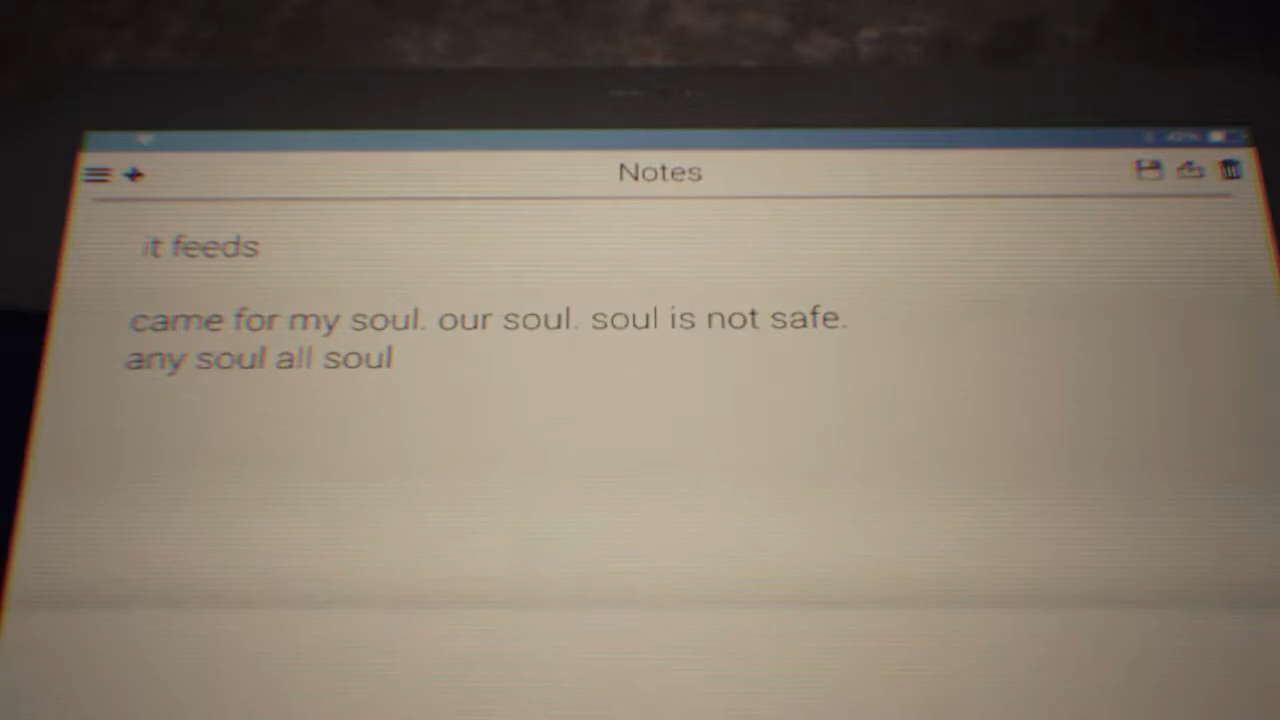 Notes
it feeds
came for my soul. our soul. soul is not safe.
any soul all soul